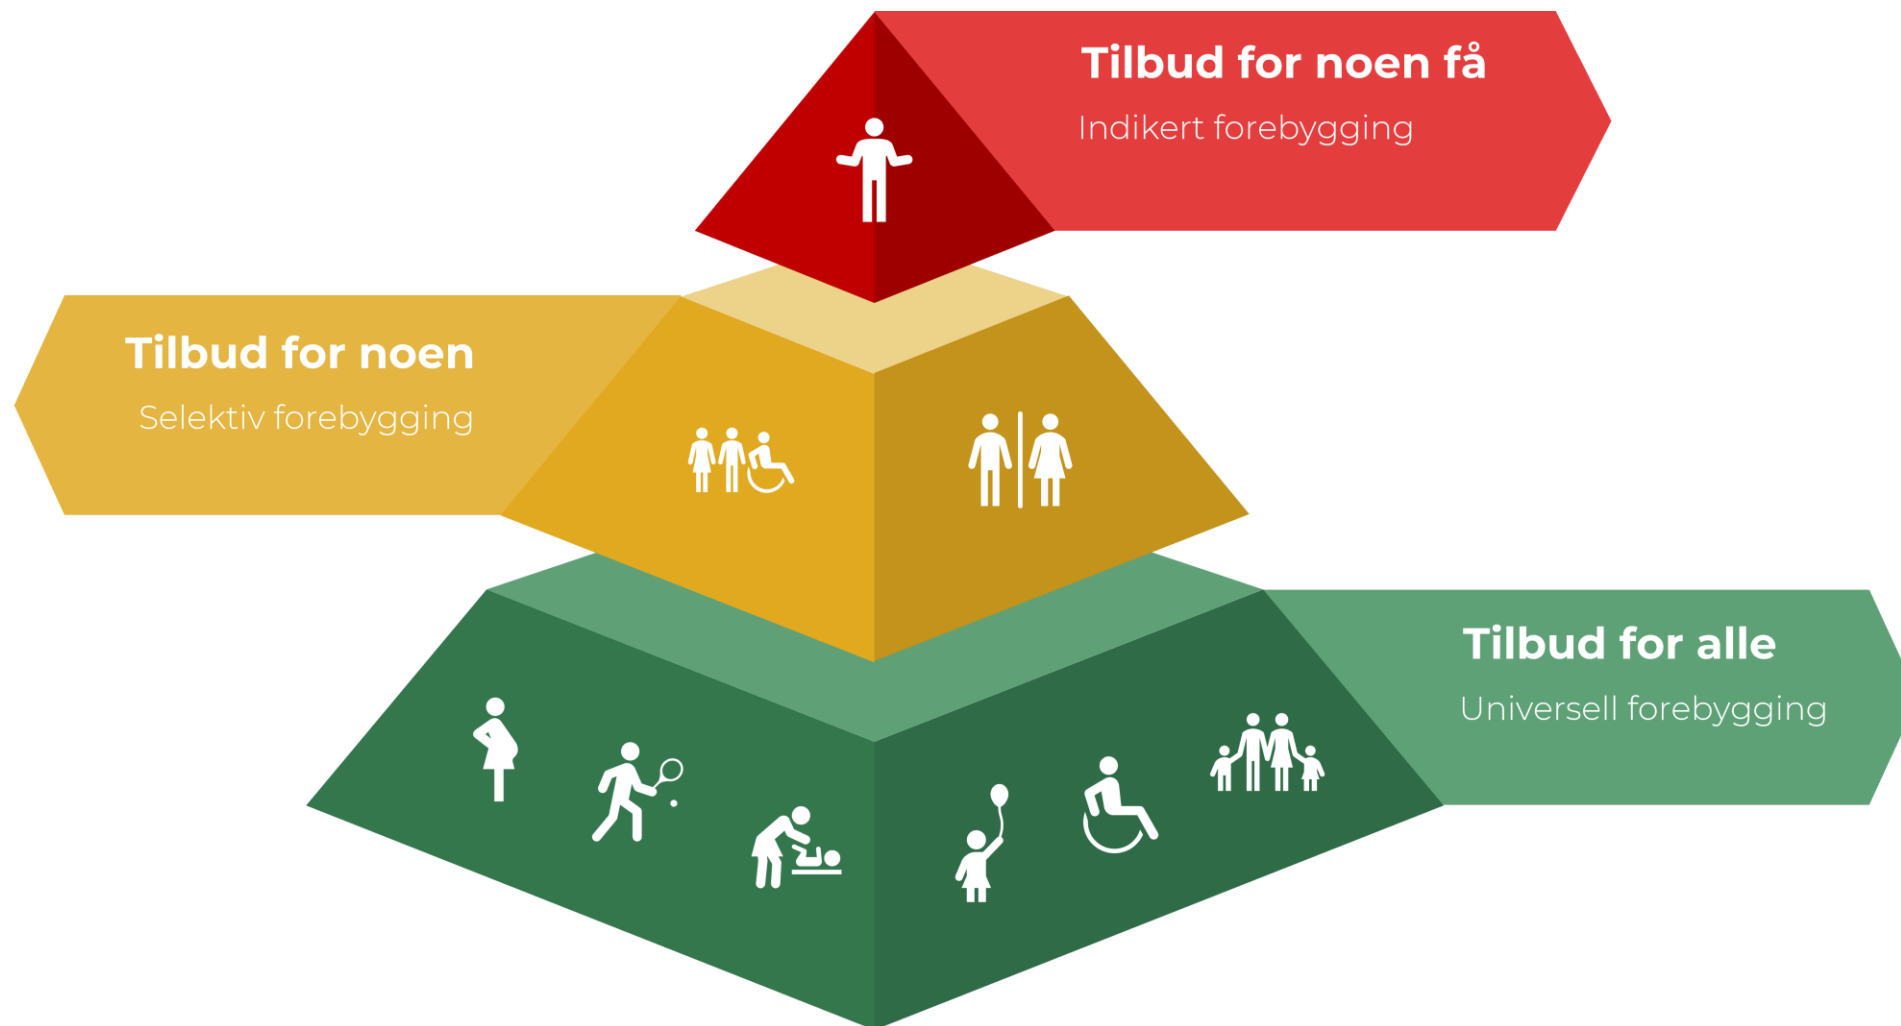 Tilbud for noen få
Indikert forebygging
Tilbud for noen
Selektiv forebygging
Tilbud for alle
Universell forebygging